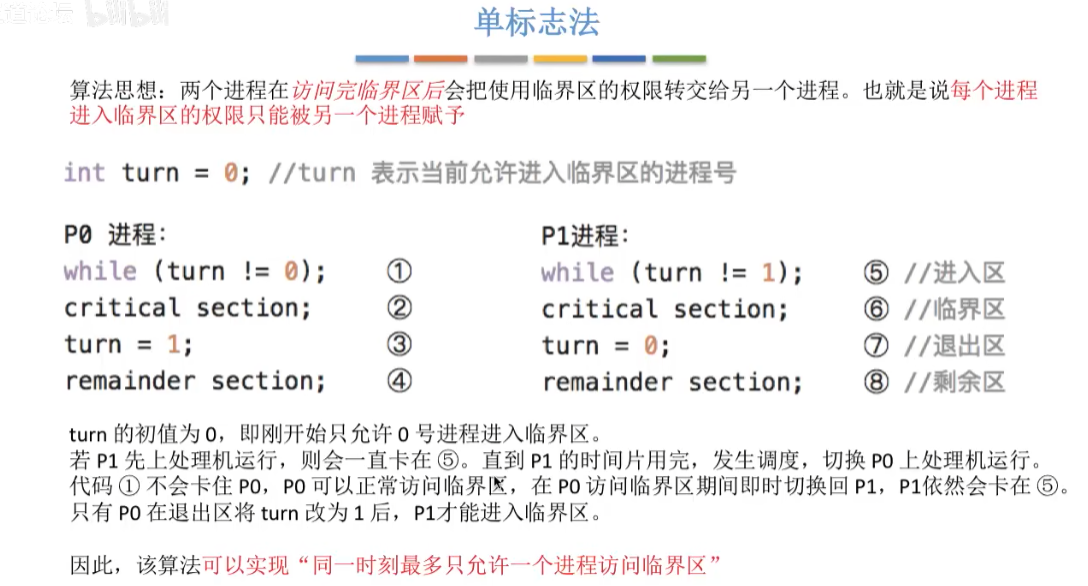 bilibili
单标志法
算法思想：两个进程在访问完临界区后会把使用临界区的权限转交给另一个进程。也就是说每个进程
进入临界区的权限只能被另一个进程赋予
int turn = 0; //turn 表示当前允许进入临界区的进程号
P0 进程：
while (turn != 0); ①
critical section; ②
turn = 1; ③
remainder section; ④
P1进程：
while (turn != 1); ⑤ //进入区
critical section; ⑥ //临界区
turn = 0; ⑦ //退出区
remainder section; ⑧ //剩余区
turn 的初值为 0，即刚开始只允许 0 号进程进入临界区。
若 P1 先上处理机运行，则会一直卡在 ⑤。直到 P1 的时间片用完，发生调度，切换 P0 上处理机运行。
代码 ① 不会卡住 P0，P0 可以正常访问临界区，在 P0 访问临界区期间即时切换回 P1，P1依然会卡在 ⑤。
只有 P0 在退出区将 turn 改为 1 后，P1才能进入临界区。
因此，该算法可以实现“同一时刻最多只允许一个进程访问临界区”